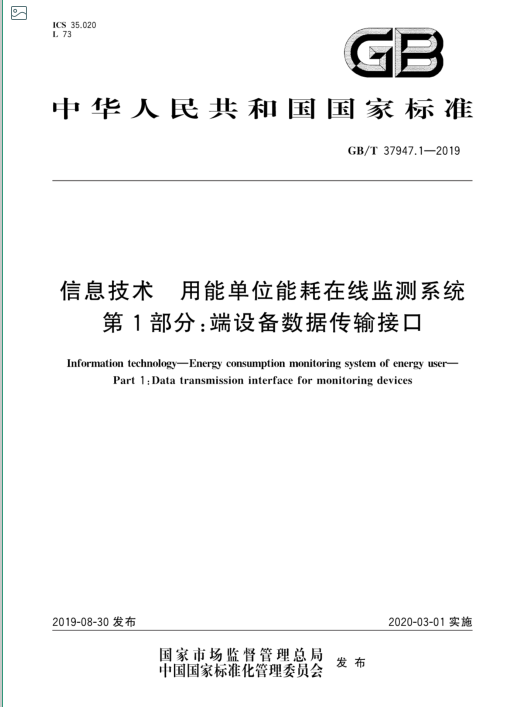 ICS 35.020
L 73
GB
中华人民共和国国家标准
GB/T 37947.1—2019
信息技术 用能单位能耗在线监测系统
第1部分:端设备数据传输接口
Information technology—Energy consumption monitoring system of energy user—
Part 1:Data transmission interface for monitoring devices
2019-08-30 发布
2020-03-01 实施
国家市场监督管理总局
中国国家标准化管理委员会
发布